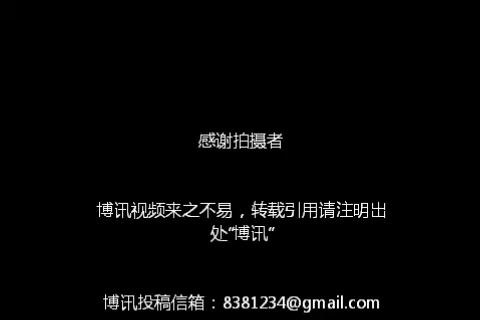 感谢拍摄者
博讯视频来之不易，转载引用请注明出
处“博讯”
博讯投稿信箱：8381234@gmail.com